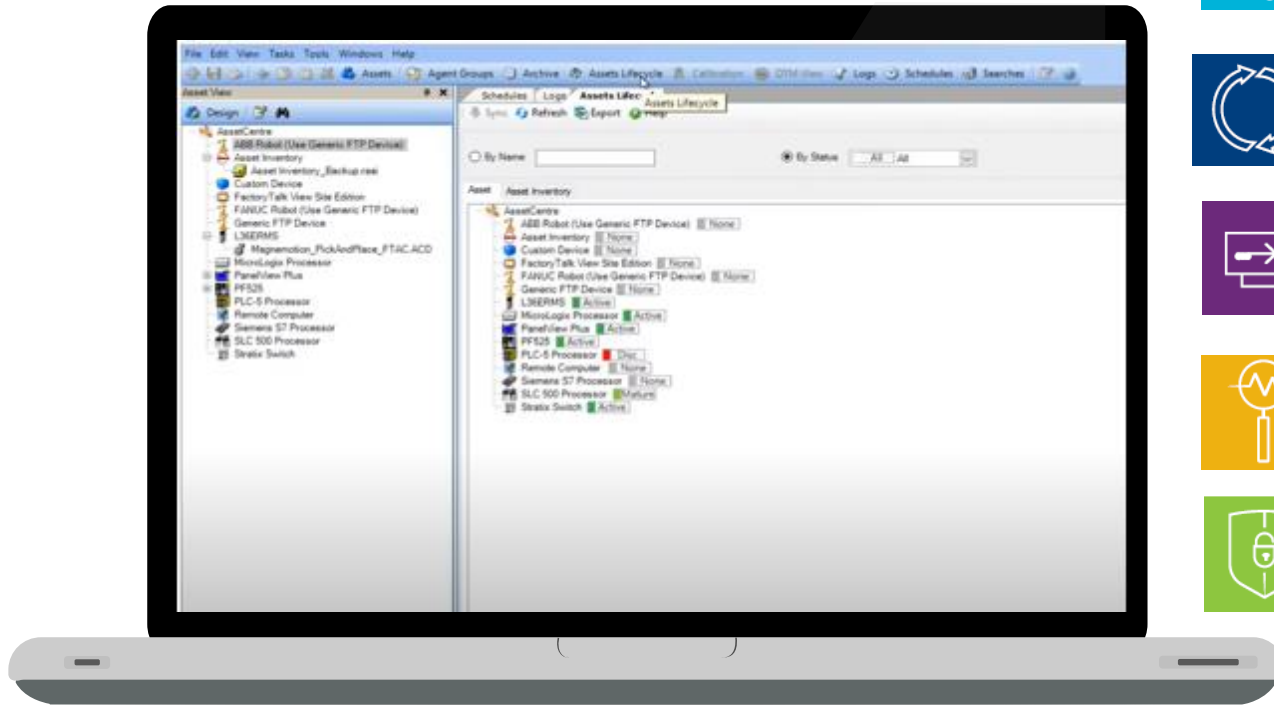 File Edit View Tasks Tools Windows Help
Assets Agent Groups Archive Assets Lifecycle Calibration DTM View Logs Schedules Searches
Asset View
Schedules Logs Assets Lifecycle
Assets Lifecycle
Design
Sync Refresh Export Help
AssetCentre
ABB Robot (Use Generic FTP Device)
Asset Inventory
Asset Inventory_Backup.raai
Custom Device
FactoryTalk View Site Edition
FANUC Robot (Use Generic FTP Device)
Generic FTP Device
L36ERMS
Magnemotion_PickAndPlace_FTAC.ACD
MicroLogix Processor
PanelView Plus
PF525
PLC-5 Processor
Remote Computer
Siemens S7 Processor
SLC 500 Processor
Stratix Switch
By Name
By Status All All
Asset Asset Inventory
AssetCentre
ABB Robot (Use Generic FTP Device) None
Asset Inventory None
Custom Device None
FactoryTalk View Site Edition None
FANUC Robot (Use Generic FTP Device) None
Generic FTP Device None
L36ERMS Active
MicroLogix Processor Active
PanelView Plus Active
PF525 Active
PLC-5 Processor Disc
Remote Computer None
Siemens S7 Processor None
SLC 500 Processor Mature
Stratix Switch Active